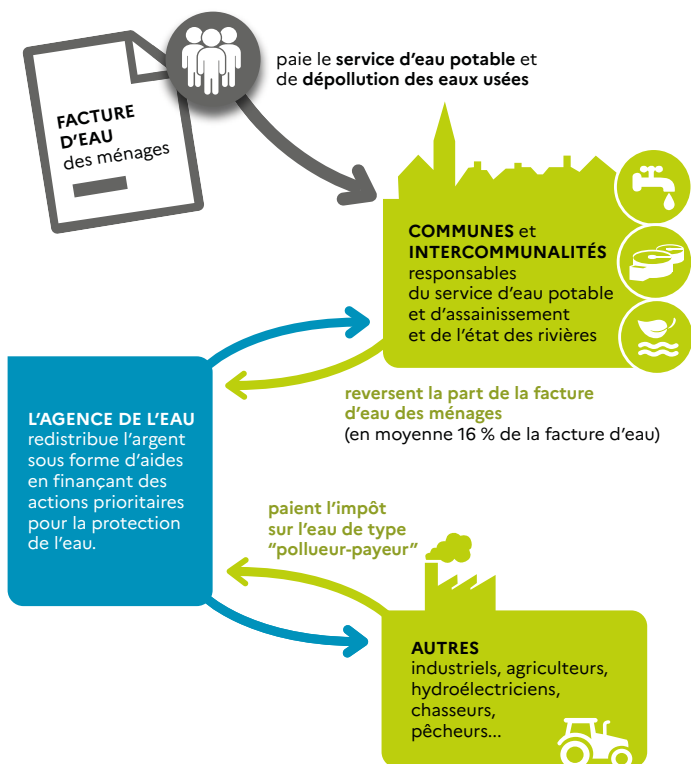 FACTURE
D'EAU
des ménages
paie le service d'eau potable et
de dépollution des eaux usées
COMMUNES et
INTERCOMMUNALITÉS
responsables
du service d'eau potable
et d'assainissement
et de l'état des rivières
reversent la part de la facture
d'eau des ménages
(en moyenne 16 % de la facture d'eau)
L'AGENCE DE L'EAU
redistribue l'argent
sous forme d'aides
en finançant des
actions prioritaires
pour la protection
de l'eau.
paient l'impôt
sur l'eau de type
“pollueur-payeur”
AUTRES
industriels, agriculteurs,
hydroélectriciens,
chasseurs,
pêcheurs...